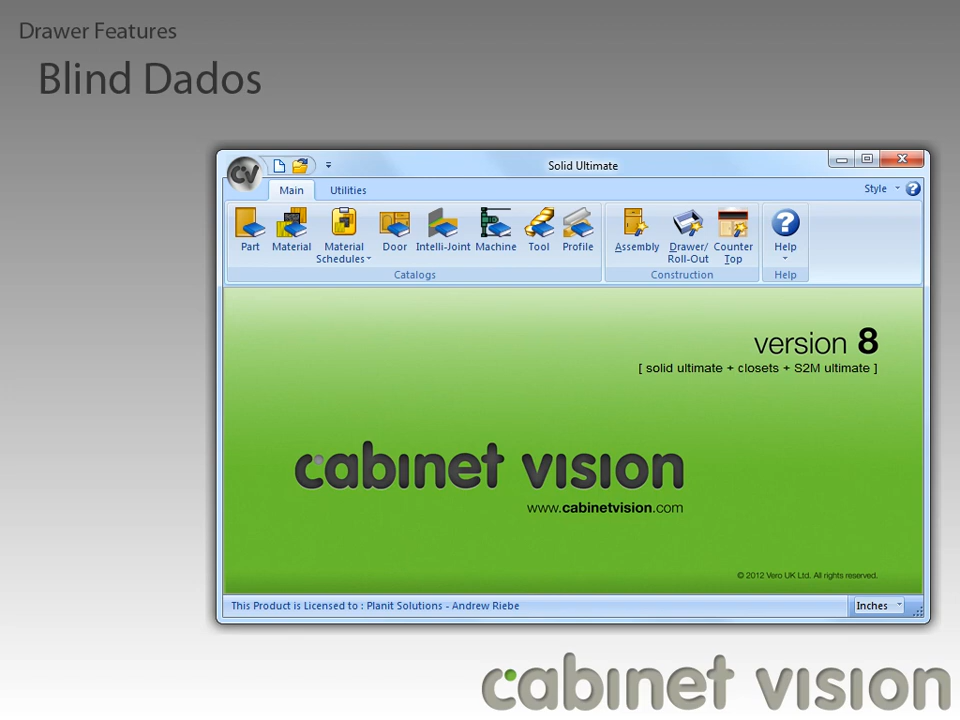 Drawer Features
Blind Dados
CV
Solid Ultimate
Main Utilities Style
Part Material Material Schedules Door Intelli-Joint Machine Tool Profile Assembly Drawer/ Roll-Out Counter Top Help
Catalogs Construction Help
version 8
[ solid ultimate + closets + S2M ultimate ]
cabinet vision
www.cabinetvision.com
© 2012 Vero UK Ltd. All rights reserved.
This Product is Licensed to : Planit Solutions - Andrew Riebe Inches
cabinet vision